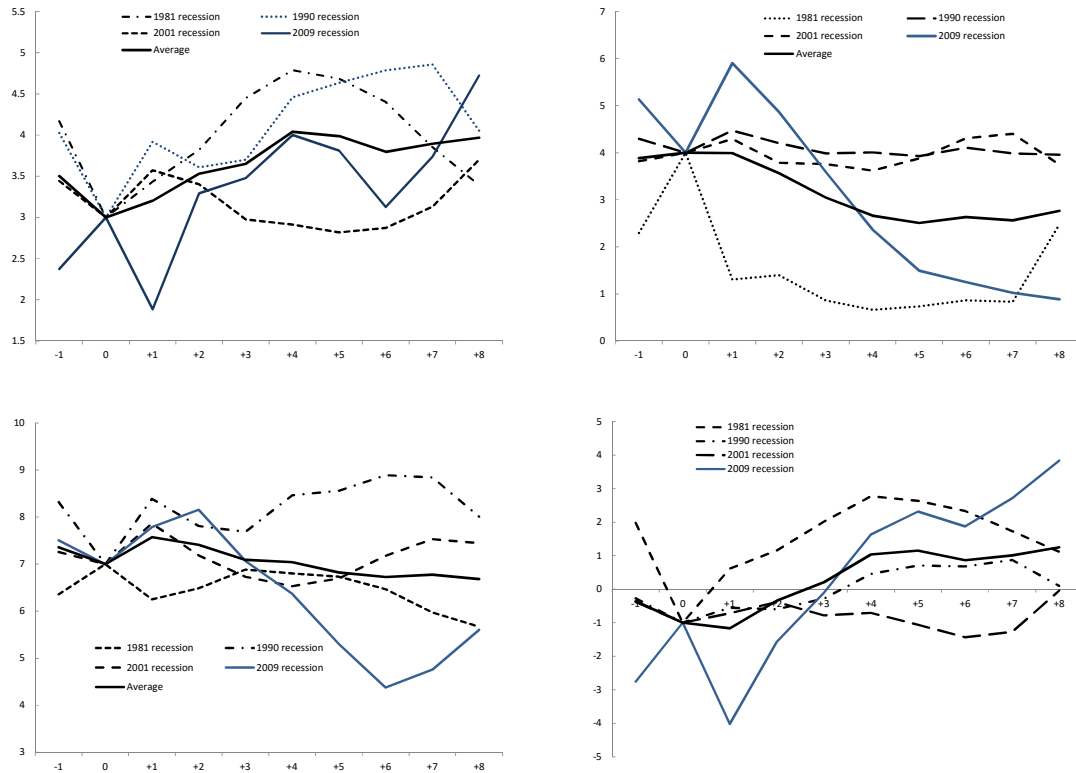 1981 recession 1990 recession
2001 recession 2009 recession
Average
5.5
5
4.5
4
3.5
3
2.5
2
1.5
-1 0 +1 +2 +3 +4 +5 +6 +7 +8
1981 recession 1990 recession
2001 recession 2009 recession
Average
7
6
5
4
3
2
1
0
-1 0 +1 +2 +3 +4 +5 +6 +7 +8
10
9
8
7
6
5
4
3
1981 recession 1990 recession
2001 recession 2009 recession
Average
-1 0 +1 +2 +3 +4 +5 +6 +7 +8
1981 recession
1990 recession
2001 recession
2009 recession
5
4
3
2
1
0
-1
-2
-3
-4
-5
-1 0 +1 +2 +3 +4 +5 +6 +7 +8